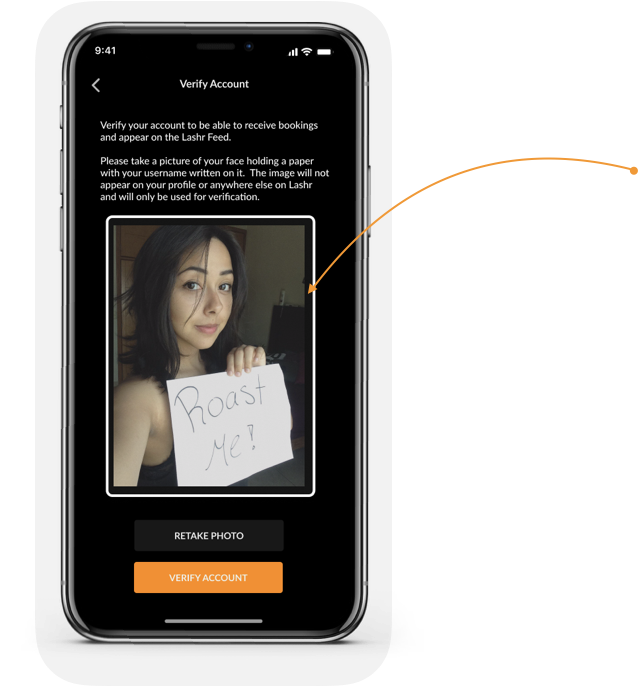 9:41
Verify Account
Verify your account to be able to receive bookings
and appear on the Lashr Feed.
Please take a picture of your face holding a paper
with your username written on it. The image will not
appear on your profile or anywhere else on Lashr
and will only be used for verification.
Roast
Me!
RETAKE PHOTO
VERIFY ACCOUNT